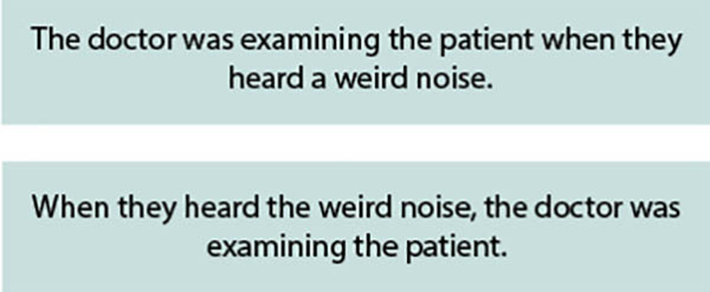 The doctor was examining the patient when they
heard a weird noise.
When they heard the weird noise, the doctor was
examining the patient.